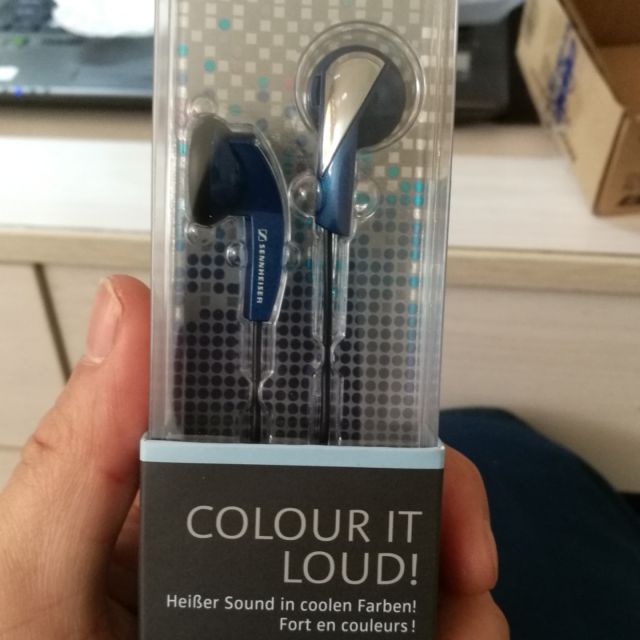 SENNHEISER
COLOUR IT
LOUD!
Heißer Sound in coolen Farben!
Fort en couleurs !